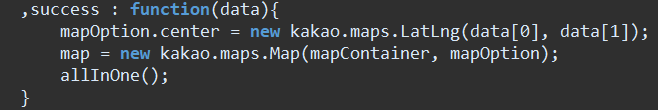 ,success : function(data){
mapOption.center = new kakao.maps.LatLng(data[0], data[1]);
map = new kakao.maps.Map(mapContainer, mapOption);
allInOne();
}